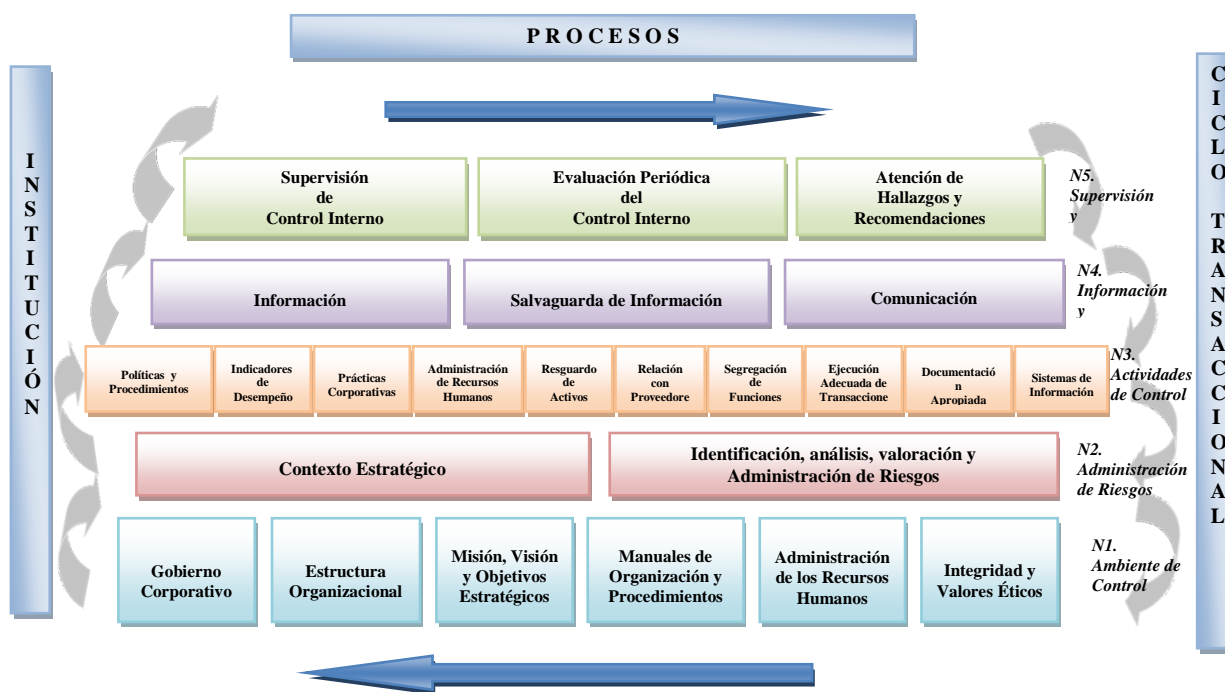 P R O C E S O S
INSTITUCIÓN
CICLO TRANSACCIONAL
Supervisión
de
Control Interno
Evaluación Periódica
del
Control Interno
Atención de
Hallazgos y
Recomendaciones
N5.
Supervisión
y
Información
Salvaguarda de Información
Comunicación
N4.
Información
y
Políticas y
Procedimientos
Indicadores
de
Desempeño
Prácticas
Corporativas
Administración
de Recursos
Humanos
Resguardo
de
Activos
Relación
con
Proveedore
Segregación
de
Funciones
Ejecución
Adecuada de
Transaccione
Documentació
n
Apropiada
Sistemas de
Información
N3.
Actividades
de Control
Contexto Estratégico
Identificación, análisis, valoración y
Administración de Riesgos
N2.
Administración
de Riesgos
Gobierno
Corporativo
Estructura
Organizacional
Misión, Visión
y Objetivos
Estratégicos
Manuales de
Organización y
Procedimientos
Administración
de los Recursos
Humanos
Integridad y
Valores Éticos
N1.
Ambiente de
Control